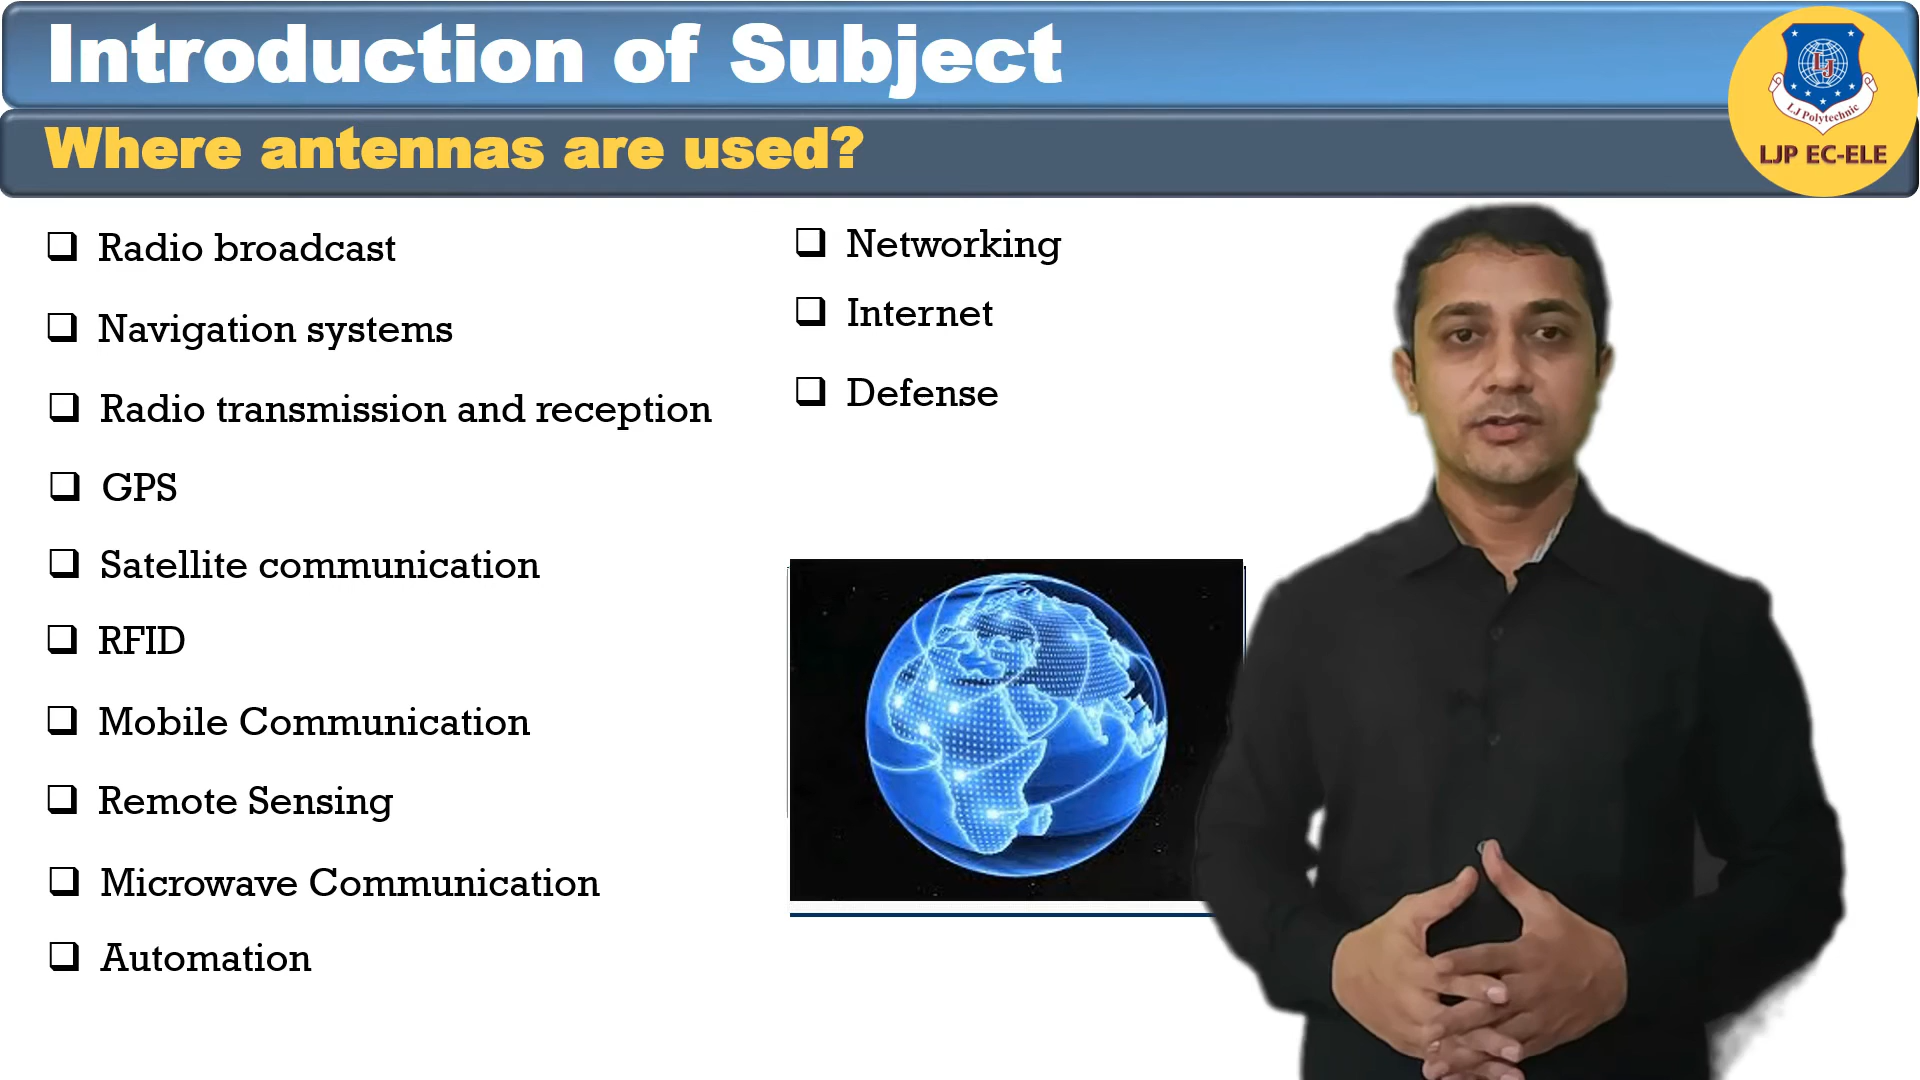 Introduction of Subject
Where antennas are used?
LJ
LJ Polytechnic
LJP EC-ELE
Radio broadcast
Navigation systems
Radio transmission and reception
GPS
Satellite communication
RFID
Mobile Communication
Remote Sensing
Microwave Communication
Automation
Networking
Internet
Defense